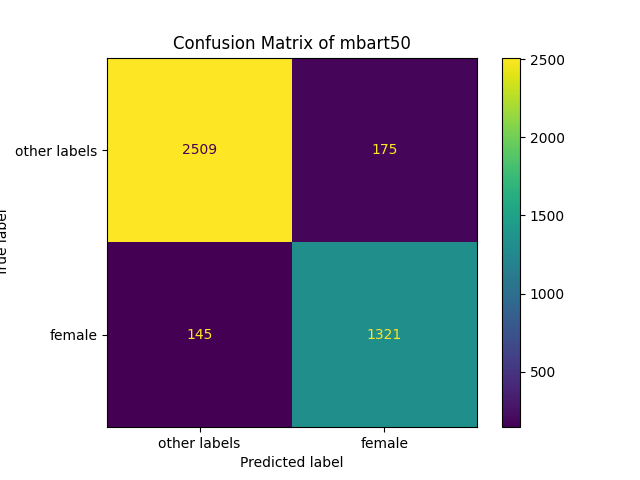 Confusion Matrix of mbart50
other labels
2509
175
female
145
1321
other labels
female
Predicted label
2500
2000
1500
1000
500
label